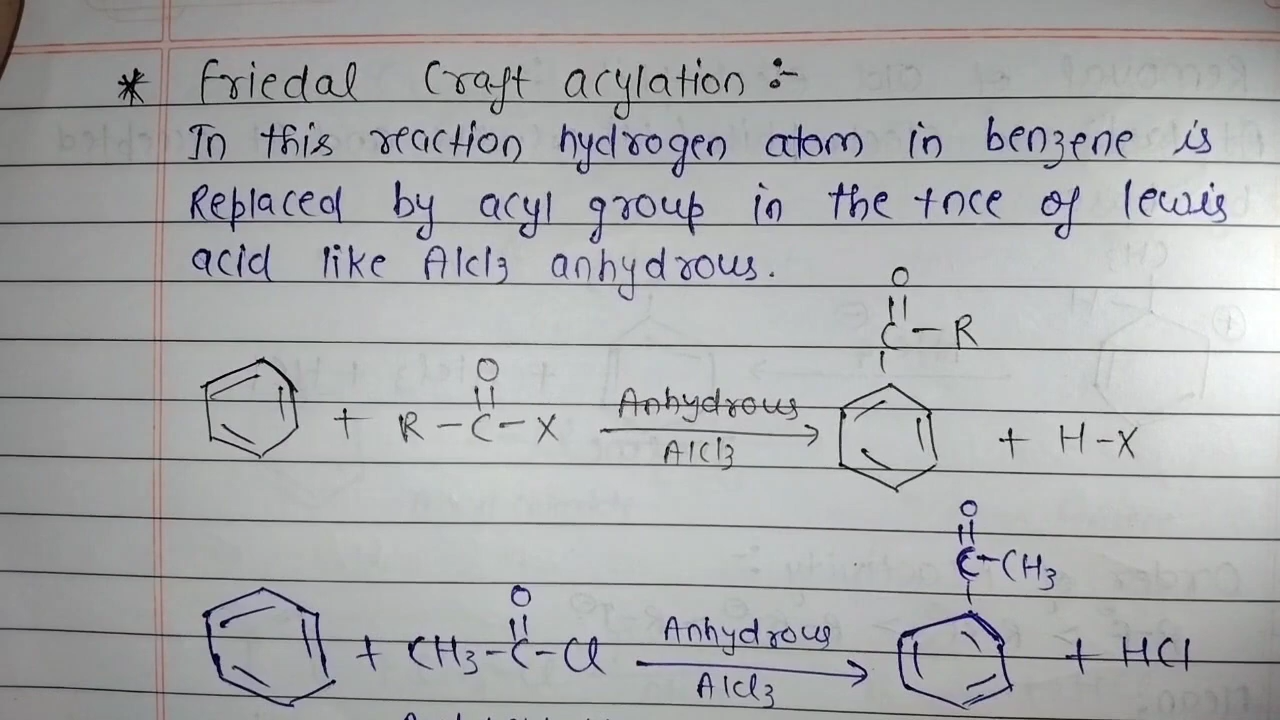 * Friedal Craft acylation :-
In this reaction hydrogen atom in benzene is
Replaced by acyl group in the +nce of lewis
acid like AlCl3 anhydrous.
O
C-R
O
+ R-C-X Anhydrous AlCl3 + H-X
O
C-CH3
O
+ CH3-C-Cl Anhydrous AlCl3 + HCl